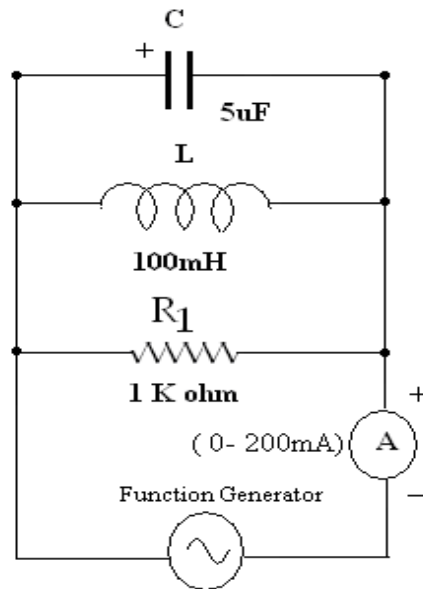 C
+
5uF
L
100mH
R1
1 K ohm
+
( 0- 200mA) A
Function Generator
–